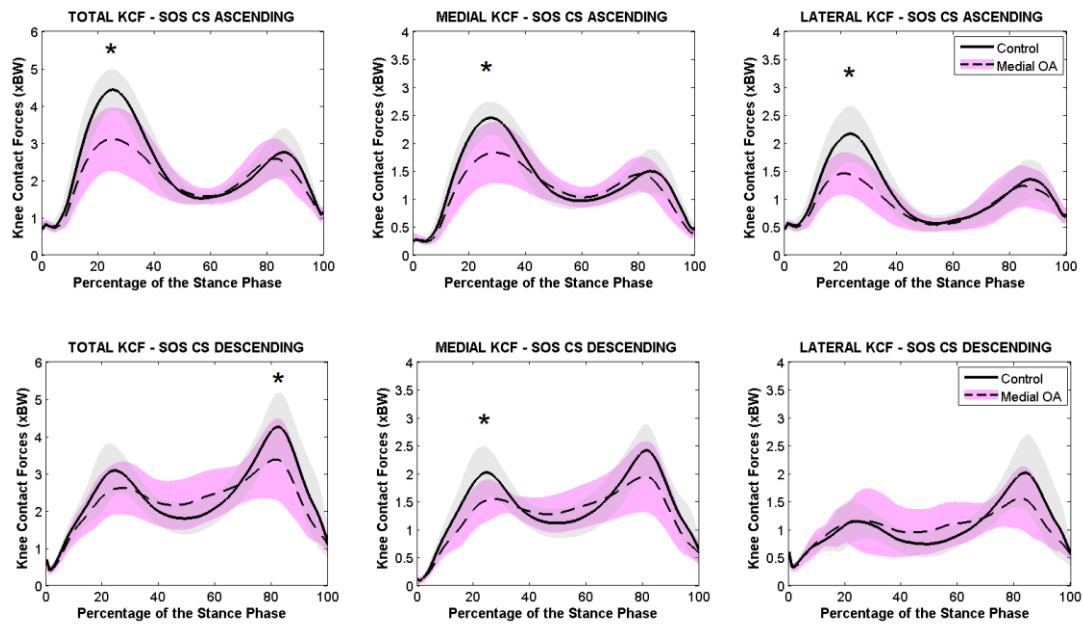 TOTAL KCF - SOS CS ASCENDING
Knee Contact Forces (xBW)
6
5
4
3
2
1
0
*
0 20 40 60 80 100
Percentage of the Stance Phase
MEDIAL KCF - SOS CS ASCENDING
Knee Contact Forces (xBW)
4
3.5
3
2.5
2
1.5
1
0.5
0
*
0 20 40 60 80 100
Percentage of the Stance Phase
LATERAL KCF - SOS CS ASCENDING
Knee Contact Forces (xBW)
4
3.5
3
2.5
2
1.5
1
0.5
0
*
Control
Medial OA
0 20 40 60 80 100
Percentage of the Stance Phase
TOTAL KCF - SOS CS DESCENDING
Knee Contact Forces (xBW)
6
5
4
3
2
1
0
*
0 20 40 60 80 100
Percentage of the Stance Phase
MEDIAL KCF - SOS CS DESCENDING
Knee Contact Forces (xBW)
4
3.5
3
2.5
2
1.5
1
0.5
0
*
0 20 40 60 80 100
Percentage of the Stance Phase
LATERAL KCF - SOS CS DESCENDING
Knee Contact Forces (xBW)
4
3.5
3
2.5
2
1.5
1
0.5
0
Control
Medial OA
0 20 40 60 80 100
Percentage of the Stance Phase